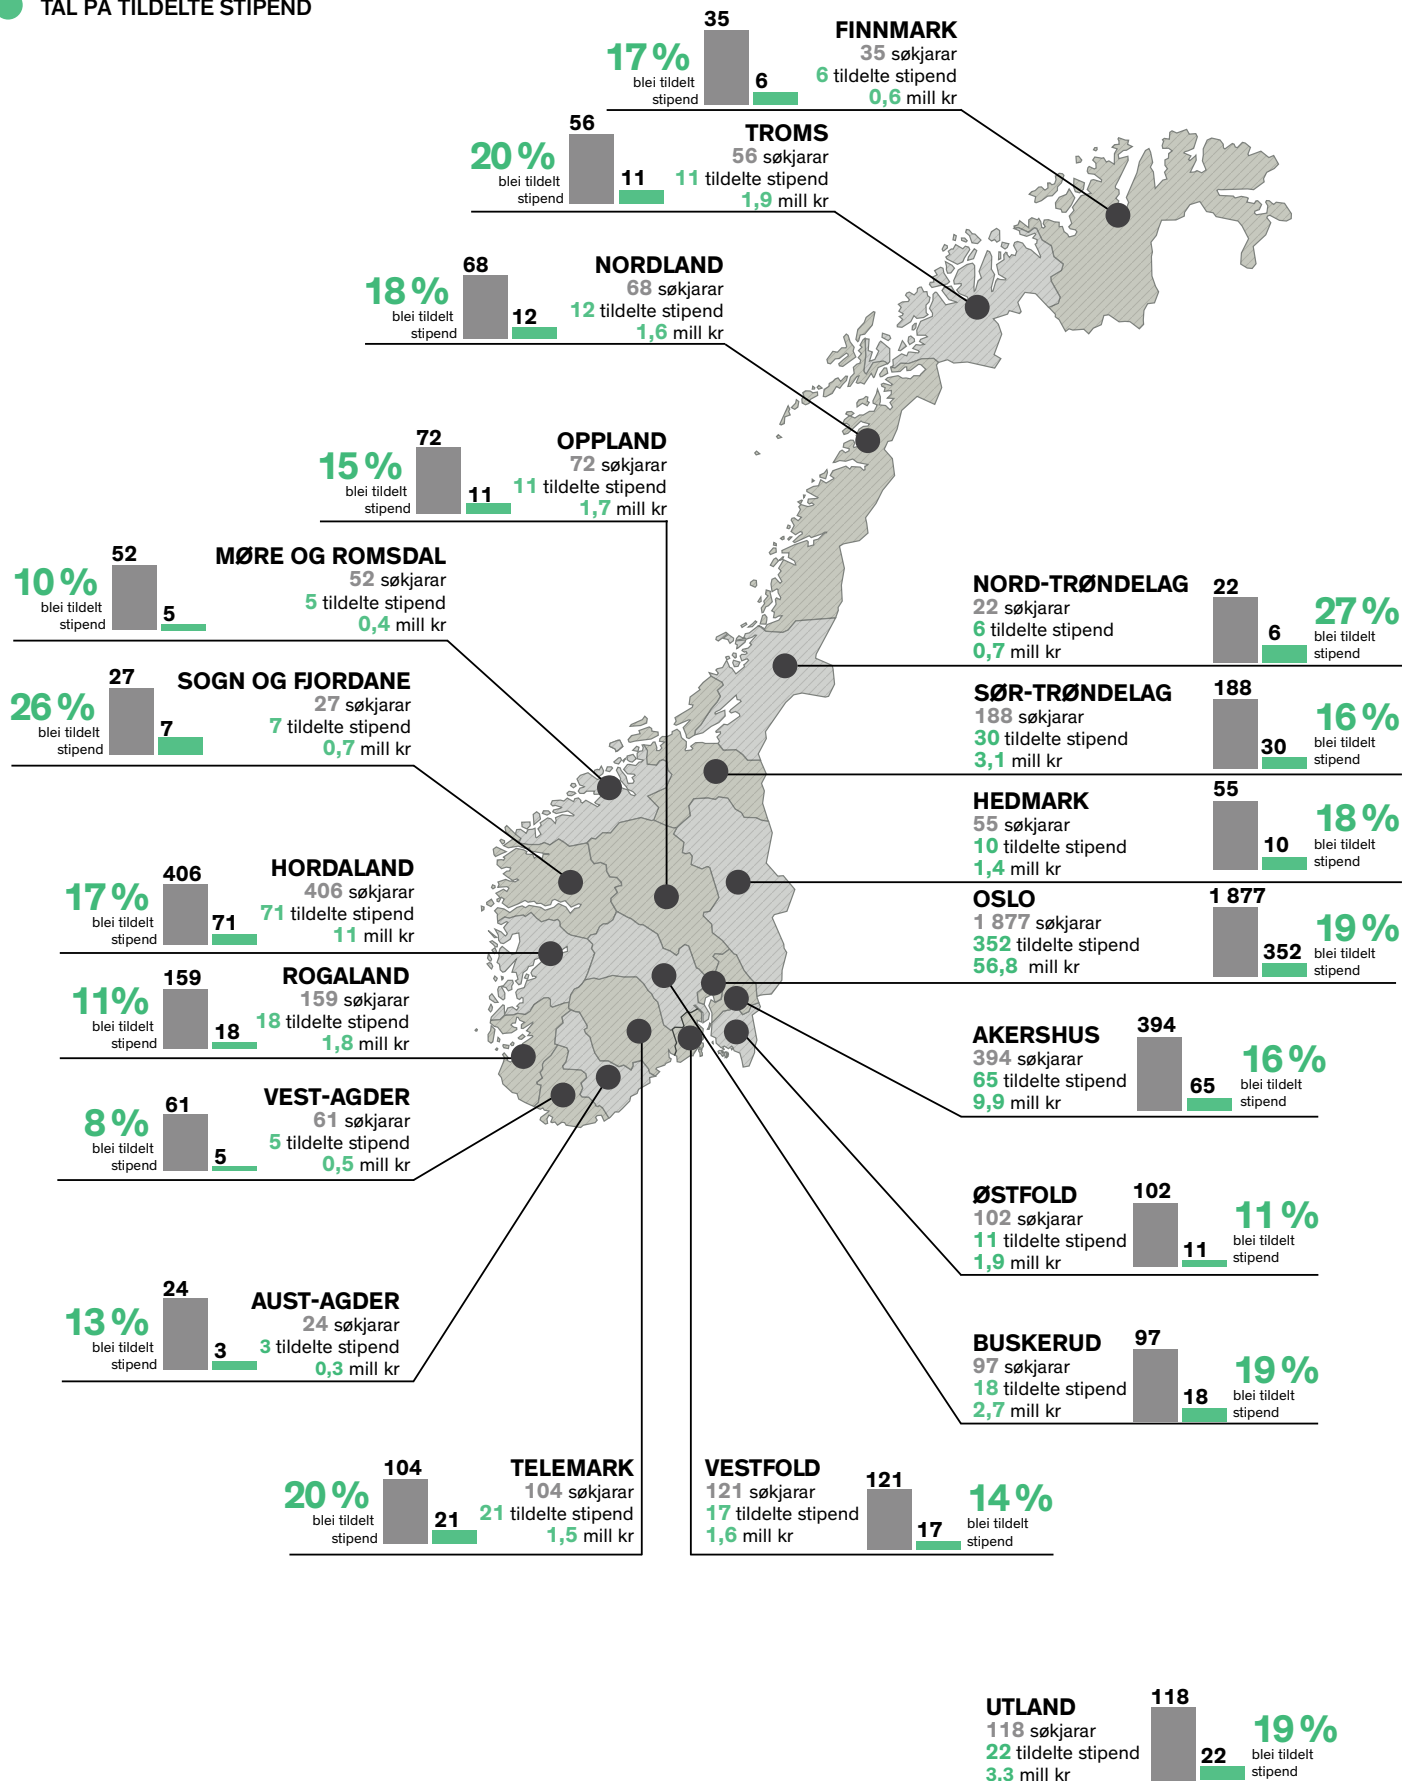 TAL PÅ TILDELTE STIPEND
35
17 %
blei tildelt
stipend
6
FINNMARK
35 søkjarar
6 tildelte stipend
0,6 mill kr
56
20 %
blei tildelt
stipend
11
TROMS
56 søkjarar
11 tildelte stipend
1,9 mill kr
68
18 %
blei tildelt
stipend
12
NORDLAND
68 søkjarar
12 tildelte stipend
1,6 mill kr
72
15 %
blei tildelt
stipend
11
OPPLAND
72 søkjarar
11 tildelte stipend
1,7 mill kr
52
10 %
blei tildelt
stipend
5
MØRE OG ROMSDAL
52 søkjarar
5 tildelte stipend
0,4 mill kr
27
26 %
blei tildelt
stipend
7
SOGN OG FJORDANE
27 søkjarar
7 tildelte stipend
0,7 mill kr
406
17 %
blei tildelt
stipend
71
HORDALAND
406 søkjarar
71 tildelte stipend
11 mill kr
159
11%
blei tildelt
stipend
18
ROGALAND
159 søkjarar
18 tildelte stipend
1,8 mill kr
61
8 %
blei tildelt
stipend
5
VEST-AGDER
61 søkjarar
5 tildelte stipend
0,5 mill kr
24
13 %
blei tildelt
stipend
3
AUST-AGDER
24 søkjarar
3 tildelte stipend
0,3 mill kr
104
20 %
blei tildelt
stipend
21
TELEMARK
104 søkjarar
21 tildelte stipend
1,5 mill kr
NORD-TRØNDELAG
22 søkjarar
6 tildelte stipend
0,7 mill kr
22
6
27 %
blei tildelt
stipend
SØR-TRØNDELAG
188 søkjarar
30 tildelte stipend
3,1 mill kr
188
30
16 %
blei tildelt
stipend
HEDMARK
55 søkjarar
10 tildelte stipend
1,4 mill kr
55
10
18 %
blei tildelt
stipend
OSLO
1 877 søkjarar
352 tildelte stipend
56,8 mill kr
1 877
352
19 %
blei tildelt
stipend
AKERSHUS
394 søkjarar
65 tildelte stipend
9,9 mill kr
394
65
16 %
blei tildelt
stipend
ØSTFOLD
102 søkjarar
11 tildelte stipend
1,9 mill kr
102
11
11 %
blei tildelt
stipend
BUSKERUD
97 søkjarar
18 tildelte stipend
2,7 mill kr
97
18
19 %
blei tildelt
stipend
VESTFOLD
121 søkjarar
17 tildelte stipend
1,6 mill kr
121
17
14 %
blei tildelt
stipend
UTLAND
118 søkjarar
22 tildelte stipend
3,3 mill kr
118
22
19 %
blei tildelt
stipend